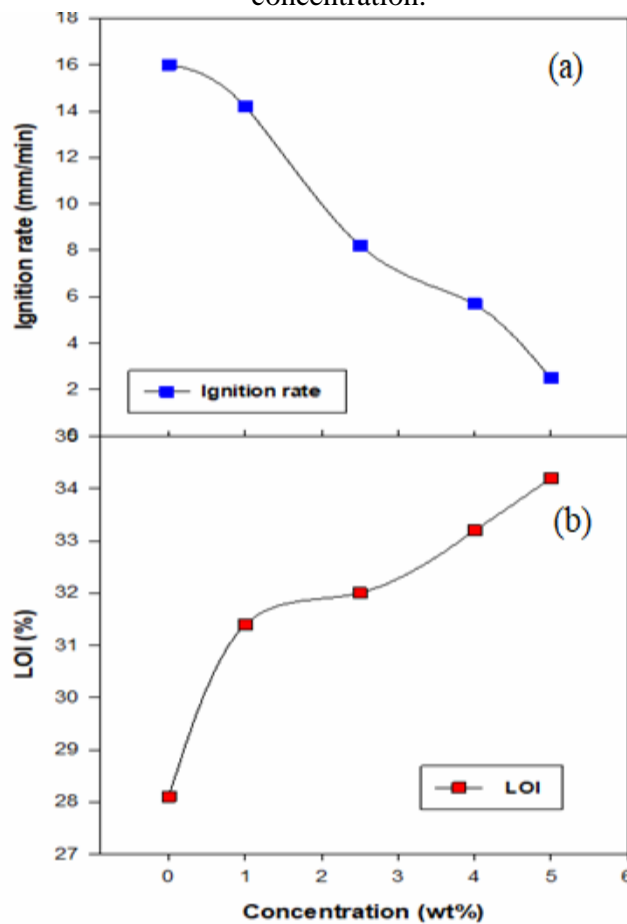 concentration.
18
(a)
16
14
12
10
8
6
4
2
Ignition rate (mm/min)
Ignition rate
35
34
33
32
31
30
29
28
27
(b)
LOI (%)
LOI
0 1 2 3 4 5 6
Concentration (wt%)